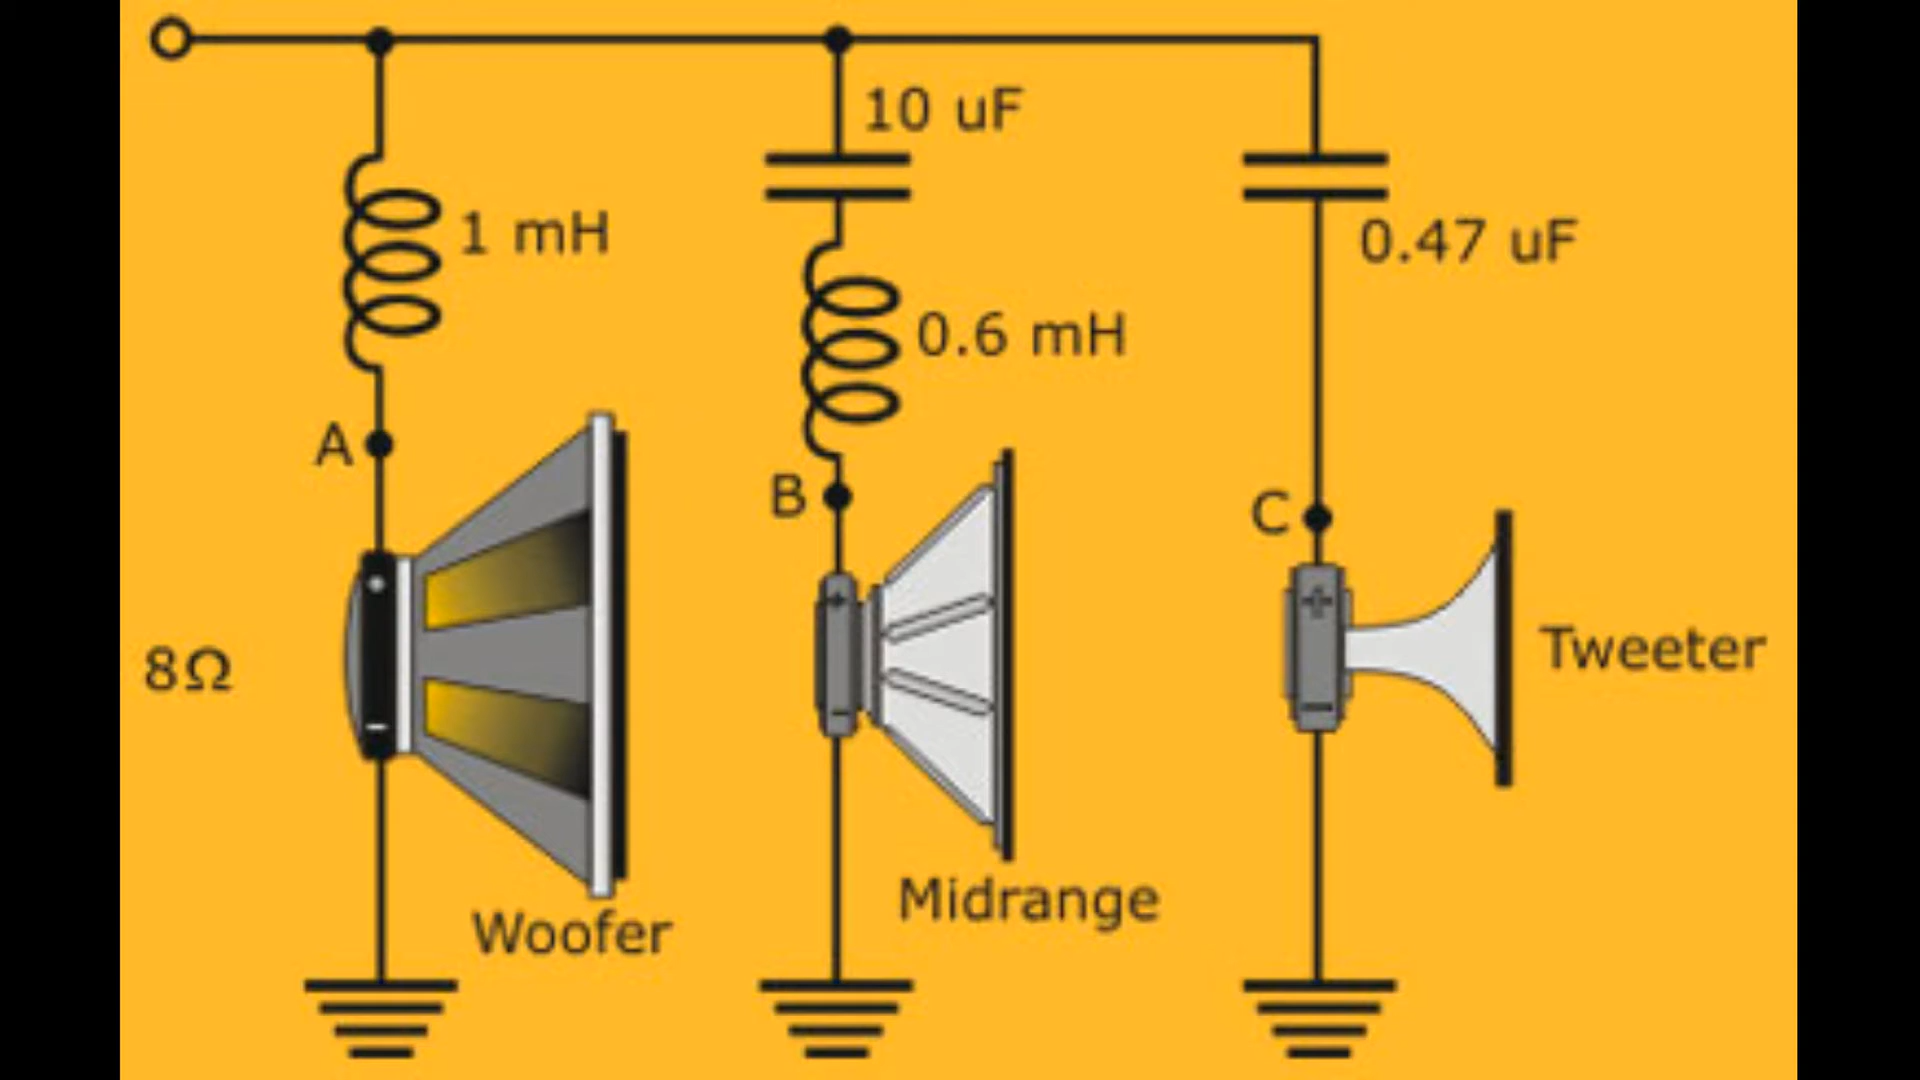 10 uF
1 mH
0.47 uF
0.6 mH
A
B
C
+
+
+
8Ω
Tweeter
-
-
-
Midrange
Woofer